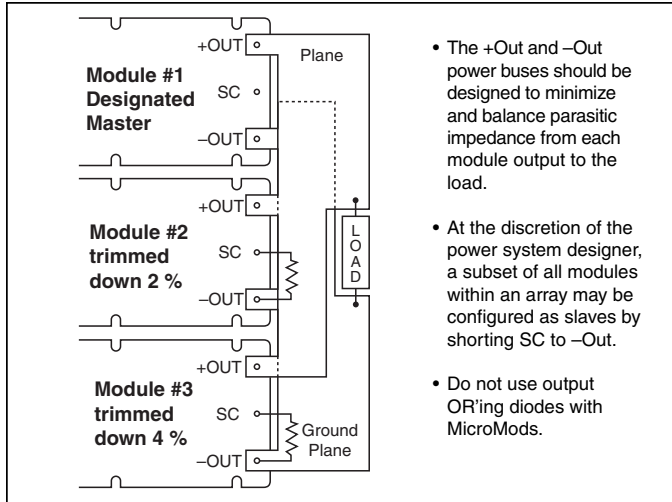 +OUT
Plane
Module #1
Designated
Master
SC
–OUT
+OUT
Module #2
trimmed
down 2 %
SC
–OUT
+OUT
Module #3
trimmed
down 4 %
SC
–OUT
Ground
Plane
LOAD
• The +Out and –Out
power buses should be
designed to minimize
and balance parasitic
impedance from each
module output to the
load.
• At the discretion of the
power system designer,
a subset of all modules
within an array may be
configured as slaves by
shorting SC to –Out.
• Do not use output
OR'ing diodes with
MicroMods.